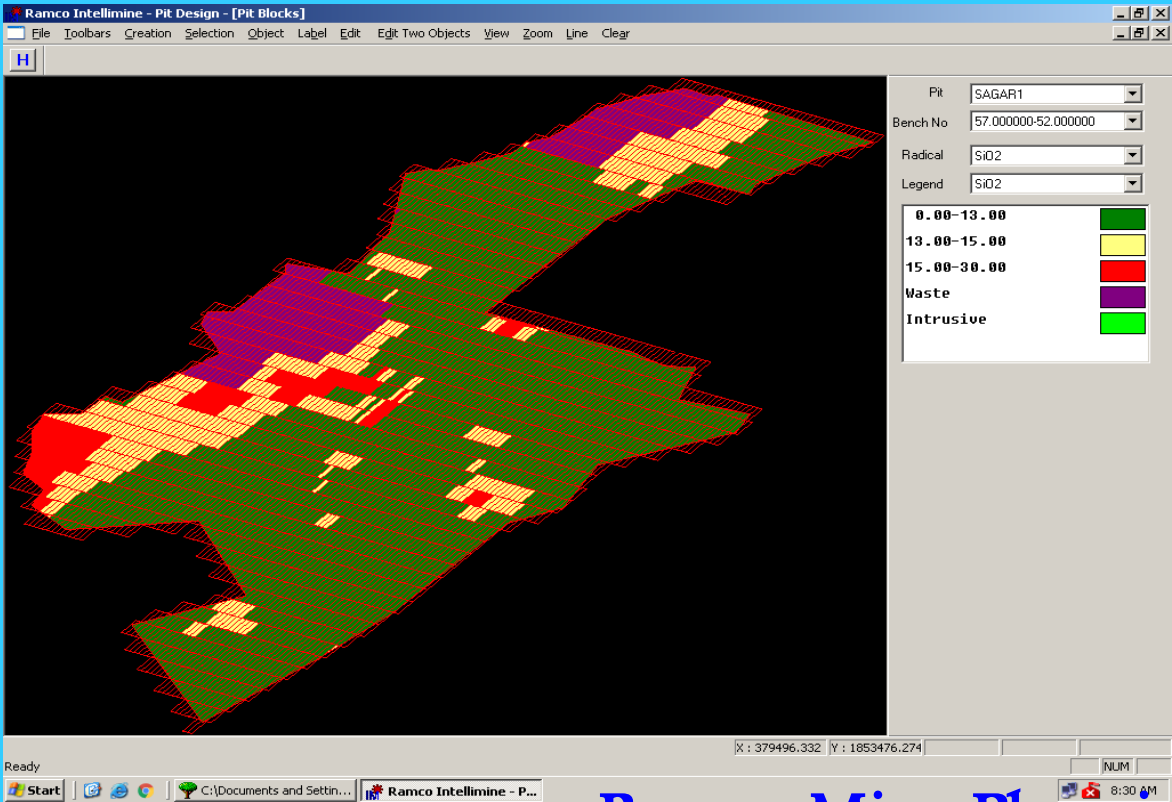 Ramco Intellimine - Pit Design - [Pit Blocks]
File Toolbars Creation Selection Object Label Edit Edit Two Objects View Zoom Line Clear
H
Pit SAGAR1
Bench No 57.000000-52.000000
Radical SiO2
Legend SiO2
0.00-13.00
13.00-15.00
15.00-30.00
Waste
Intrusive
X : 379496.332 Y : 1853476.274
Ready NUM
Start C:\Documents and Settin... Ramco Intellimine - P... 8:30 AM